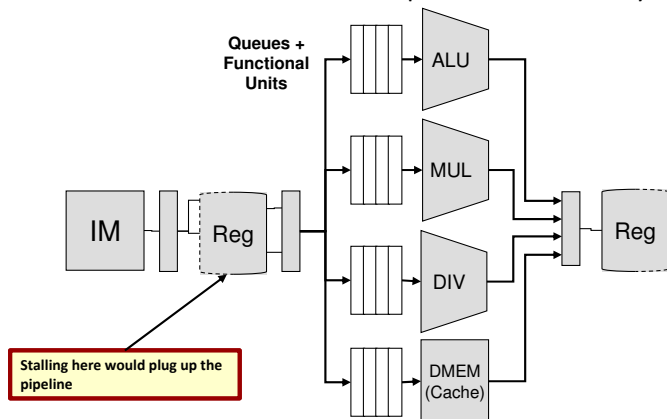 Queues +
Functional
Units
ALU
MUL
IM
Reg
Reg
DIV
Stalling here would plug up the
pipeline
DMEM
(Cache)